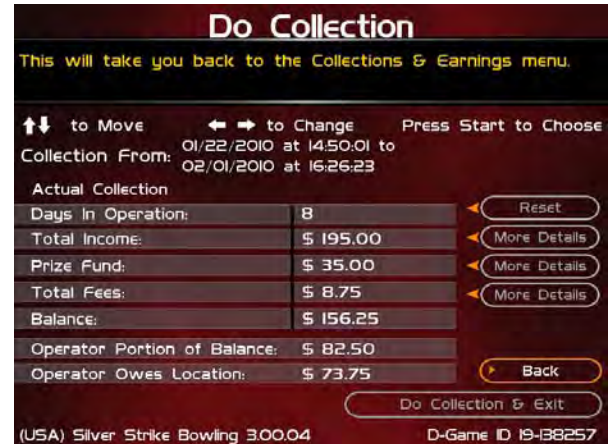 Do Collection
This will take you back to the Collections & Earnings menu.
to Move to Change Press Start to Choose
Collection From: 01/22/2010 at 14:50:01 to
02/01/2010 at 16:26:23
Actual Collection
Days In Operation: 8 Reset
Total Income: $ 195.00 More Details
Prize Fund: $ 35.00 More Details
Total Fees: $ 8.75 More Details
Balance: $ 156.25
Operator Portion of Balance: $ 82.50
Operator Owes Location: $ 73.75 Back
Do Collection & Exit
(USA) Silver Strike Bowling 3.00.04 D-Game ID 19-138257